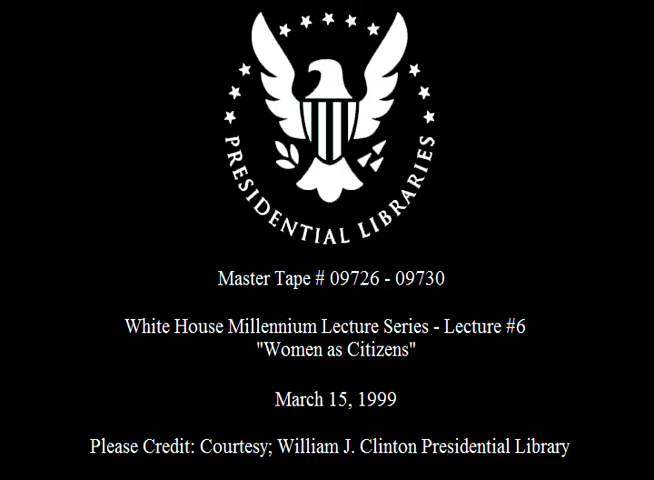 PRESIDENTIAL LIBRARIES
Master Tape # 09726 - 09730
White House Millennium Lecture Series - Lecture #6
"Women as Citizens"
March 15, 1999
Please Credit: Courtesy; William J. Clinton Presidential Library